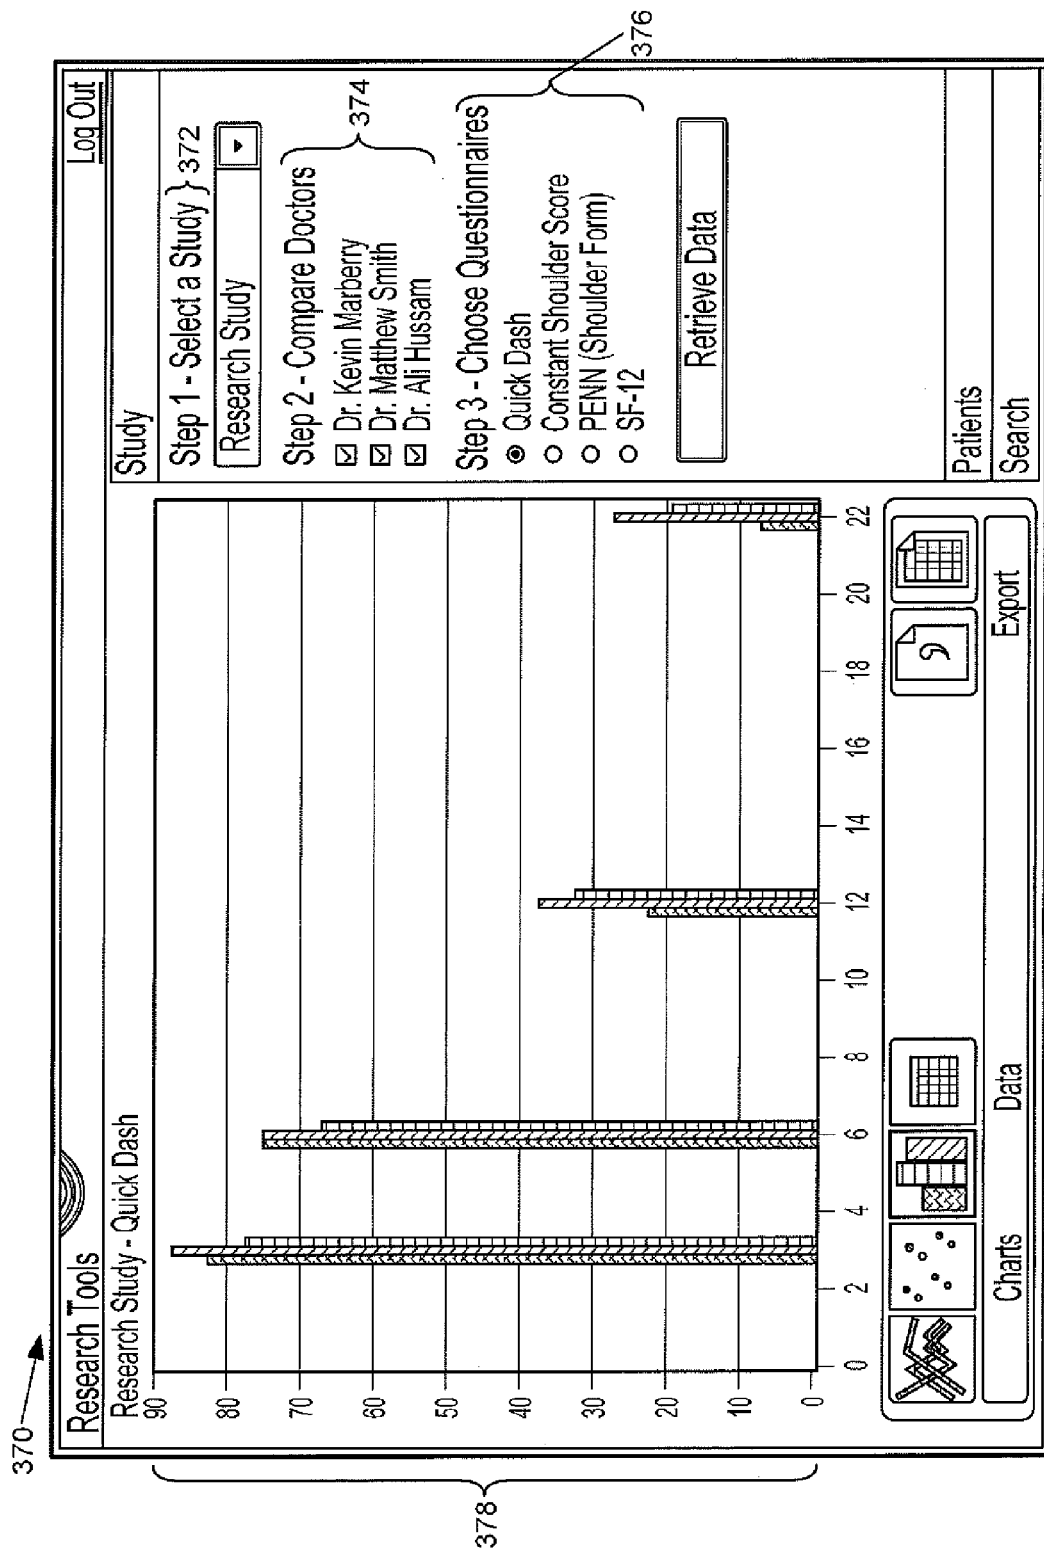 370
Research Tools
Log Out
Research Study - Quick Dash
90
80
70
60
50
40
30
20
10
0
0
2
4
6
8
10
12
14
16
18
20
22
378
Charts
Data
Export
Study
Step 1 - Select a Study } 372
Research Study
Step 2 - Compare Doctors
Dr. Kevin Marberry
Dr. Matthew Smith
Dr. Ali Hussam
374
Step 3 - Choose Questionnaires
Quick Dash
Constant Shoulder Score
PENN (Shoulder Form)
SF-12
376
Retrieve Data
Patients
Search